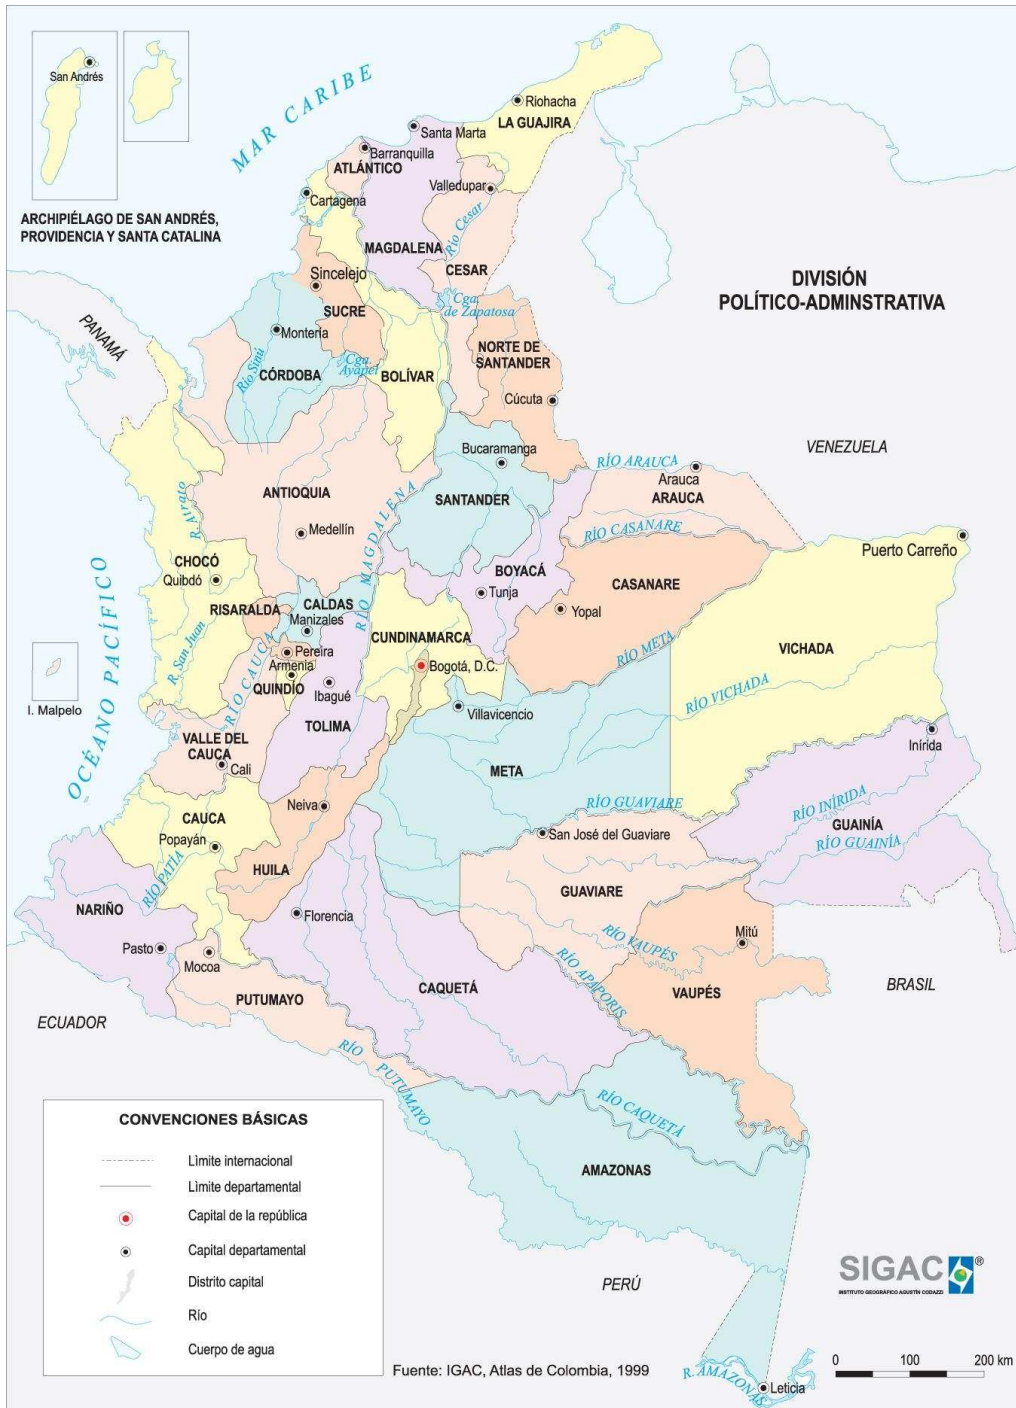 San Andrés
ARCHIPIÉLAGO DE SAN ANDRÉS,
PROVIDENCIA Y SANTA CATALINA
MAR CARIBE
Riohacha
LA GUAJIRA
Santa Marta
Barranquilla
ATLÁNTICO
Valledupar
Cartagena
Río Cesar
MAGDALENA
CESAR
DIVISIÓN
POLÍTICO-ADMINSTRATIVA
Sincelejo
SUCRE
Cga.
de Zapatosa
PANAMÁ
Montería
NORTE DE
SANTANDER
Río Sinú
CÓRDOBA
Cga.
Ayapel
BOLÍVAR
Cúcuta
VENEZUELA
Bucaramanga
RÍO ARAUCA
Arauca
ARAUCA
ANTIOQUIA
SANTANDER
R. Atrato
RÍO MAGDALENA
Medellín
RÍO CASANARE
Puerto Carreño
OCÉANO PACÍFICO
CHOCÓ
Quibdó
BOYACÁ
CASANARE
Tunja
Yopal
RISARALDA
CALDAS
Manizales
CUNDINAMARCA
R. San Juan
RÍO CAUCA
Pereira
Armenia
QUINDÍO
Bogotá, D.C.
RÍO META
VICHADA
I. Malpelo
Ibagué
Villavicencio
RÍO VICHADA
TOLIMA
VALLE DEL
CAUCA
Cali
META
Inírida
Neiva
RÍO GUAVIARE
RÍO INÍRIDA
CAUCA
Popayán
San José del Guaviare
GUAINÍA
RÍO GUAINÍA
RÍO PATÍA
HUILA
GUAVIARE
NARIÑO
Florencia
Pasto
Mocoa
RÍO VAUPÉS
Mitú
RÍO APAPORIS
PUTUMAYO
CAQUETÁ
VAUPÉS
BRASIL
ECUADOR
RÍO PUTUMAYO
RÍO CAQUETÁ
AMAZONAS
CONVENCIONES BÁSICAS
Lìmite internacional
Lìmite departamental
Capital de la república
Capital departamental
Distrito capital
Río
Cuerpo de agua
PERÚ
SIGAC®
INSTITUTO GEOGRÁFICO AGUSTÍN CODAZZI
Fuente: IGAC, Atlas de Colombia, 1999
R. AMAZONAS
Leticia
0 100 200 km